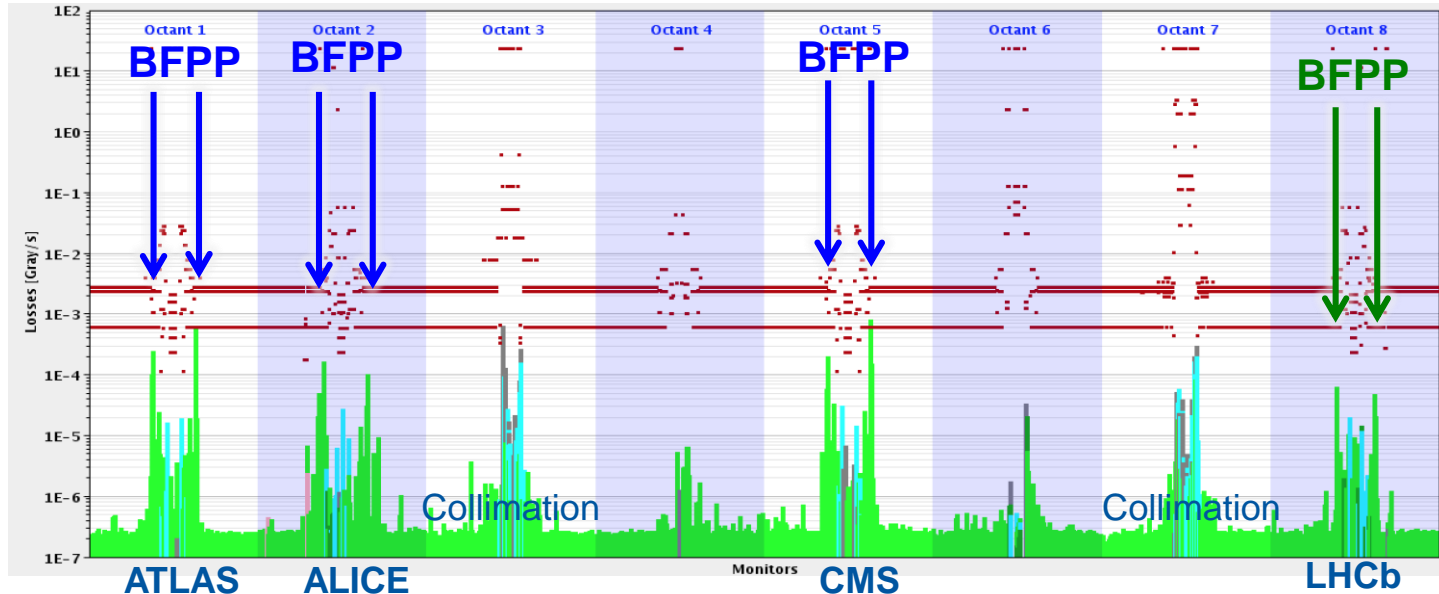 1E2
1E1
1E0
1E-1
1E-2
1E-3
1E-4
1E-5
1E-6
1E-7
Losses [Gray/s]
Octant 1 Octant 2 Octant 3 Octant 4 Octant 5 Octant 6 Octant 7 Octant 8
BFPP BFPP BFPP BFPP
Collimation Collimation
Monitors
ATLAS ALICE CMS LHCb